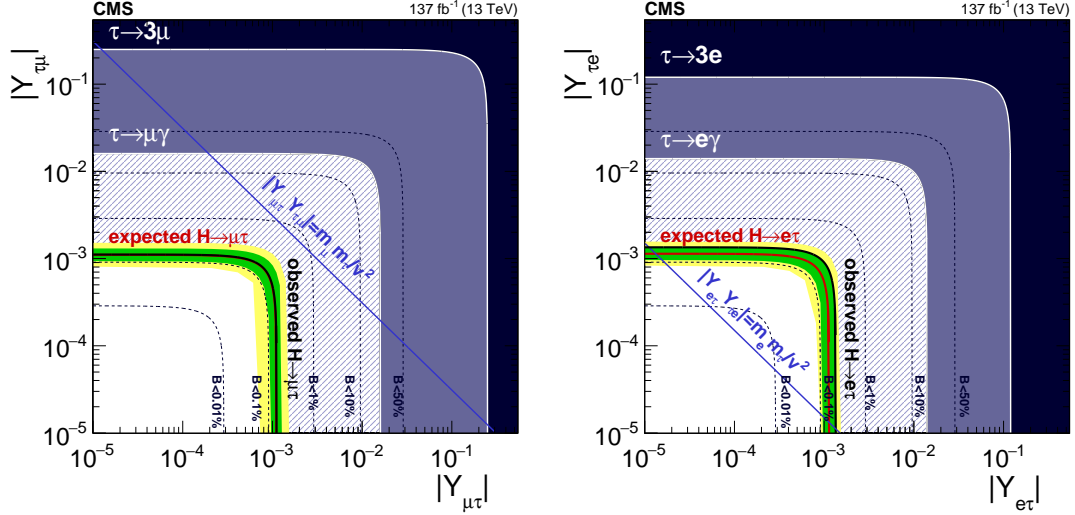 CMS
137 fb⁻¹ (13 TeV)
|Y_τμ|
10⁻¹
10⁻²
10⁻³
10⁻⁴
10⁻⁵
τ→3μ
τ→μγ
expected H→μτ
observed H→μτ
|Y_μτ Y_τμ|=m_μ m_τ/v²
B<0.01%
B<0.1%
B<1%
B<10%
B<50%
10⁻⁵
10⁻⁴
10⁻³
10⁻²
10⁻¹
|Y_μτ|
CMS
137 fb⁻¹ (13 TeV)
|Y_τe|
10⁻¹
10⁻²
10⁻³
10⁻⁴
10⁻⁵
τ→3e
τ→eγ
expected H→eτ
observed H→eτ
|Y_eτ Y_τe|=m_e m_τ/v²
B<0.01%
B<0.1%
B<1%
B<10%
B<50%
10⁻⁵
10⁻⁴
10⁻³
10⁻²
10⁻¹
|Y_eτ|